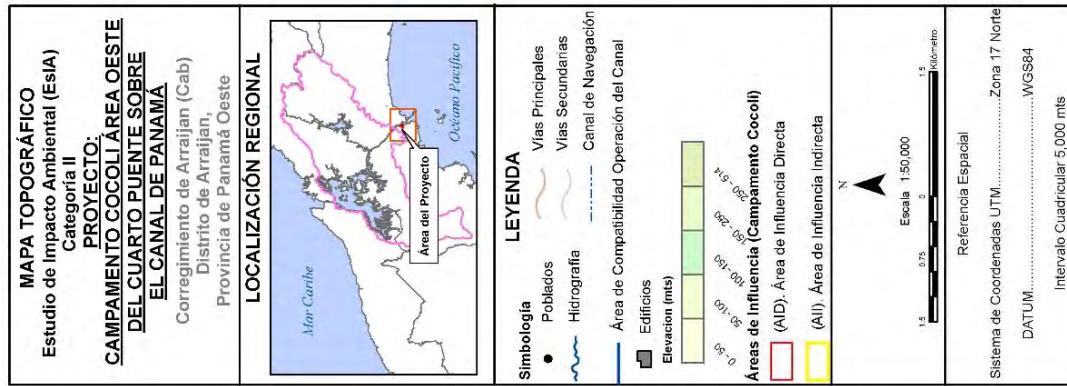 MAPA TOPOGRÁFICO
Estudio de Impacto Ambiental (EsIA)
Categoría II
PROYECTO:
CAMPAMENTO COCOLÍ ÁREA OESTE
DEL CUARTO PUENTE SOBRE
EL CANAL DE PANAMÁ
Corregimiento de Arraijan (Cab)
Distrito de Arraijan,
Provincia de Panamá Oeste
LOCALIZACIÓN REGIONAL
Mar Caribe
Océano Pacífico
Área del Proyecto
LEYENDA
Simbología
Poblados
Vías Principales
Hidrografía
Vías Secundarias
Canal de Navegación
Área de Compatibilidad Operación del Canal
Edificios
Elevacion (mts)
0 - 50
50 -100
100 -150
150 - 250
250 - 514
Áreas de Influencia (Campamento Cocolí)
(AID). Área de Influencia Directa
(AII). Área de Influencia Indirecta
N
Escala 1:50,000
1.5 0.75 0 1.5
Kilómetro
Referencia Espacial
Sistema de Coordenadas UTM..............Zona 17 Norte
DATUM..............................WGS84
Intervalo Cuadricular 5,000 mts